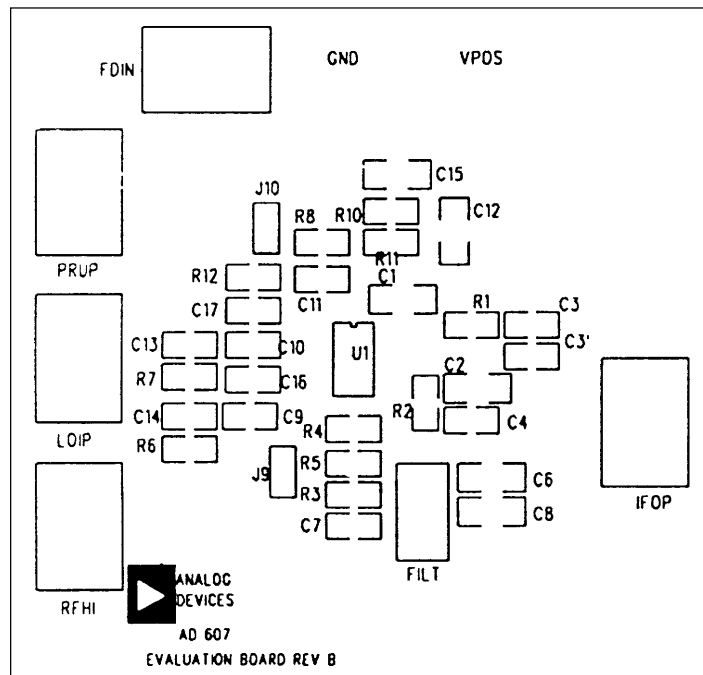 FDIN
GND
VPOS
C15
J10
R8
R10
C12
R11
PRUP
R12
C11
C1
C17
R1
C3
C13
C10
U1
C3'
R7
C16
C2
C14
C9
R2
C4
R4
LOIP
R6
J9
R5
R3
C6
C7
C8
IFOP
FILT
RFHI
ANALOG
DEVICES
AD 607
EVALUATION BOARD REV B